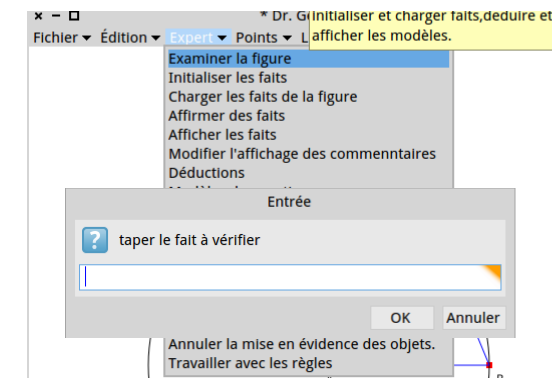 * Dr. G
Initialiser et charger faits,déduire et
afficher les modèles.
Fichier Édition Expert Points L
Examiner la figure
Initialiser les faits
Charger les faits de la figure
Affirmer des faits
Afficher les faits
Modifier l'affichage des commenntaires
Déductions
Entrée
taper le fait à vérifier
OK Annuler
Annuler la mise en évidence des objets.
Travailler avec les règles